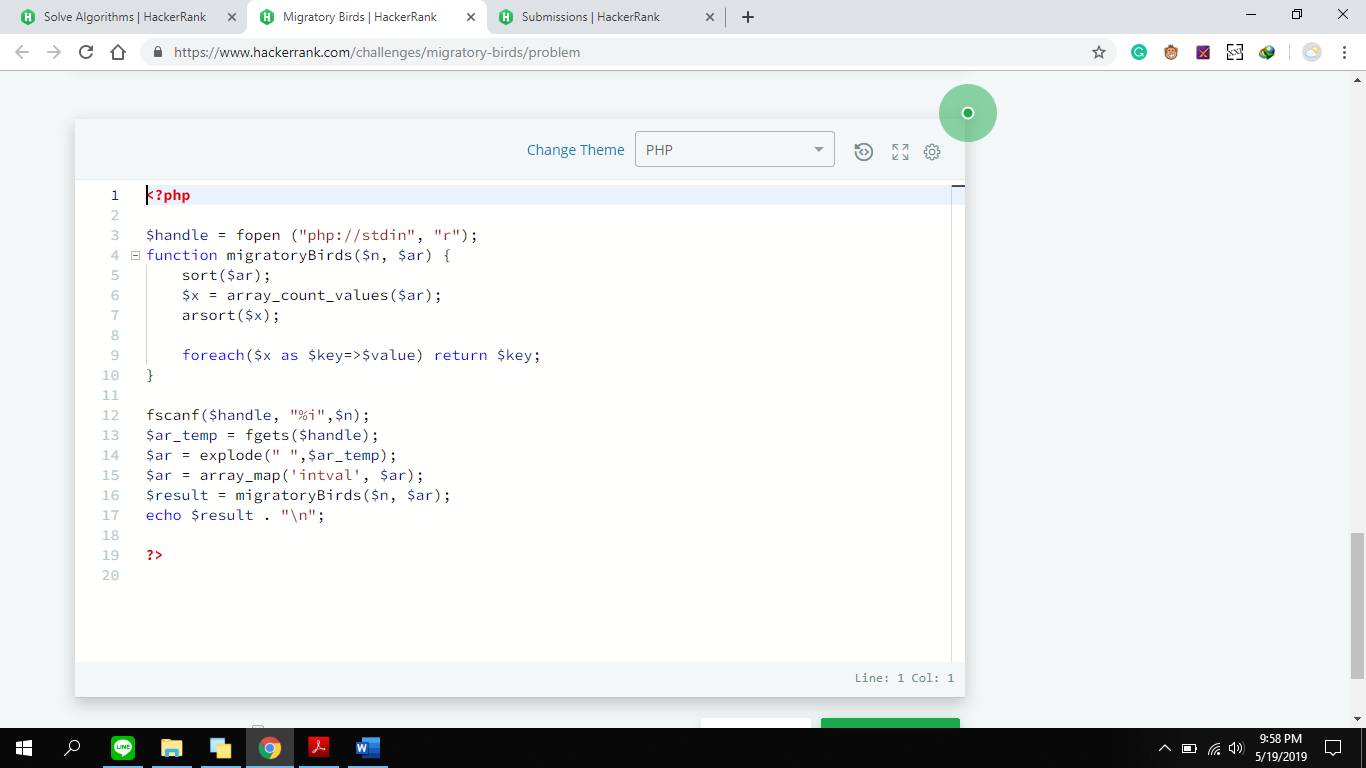 Solve Algorithms | HackerRank
Migratory Birds | HackerRank
Submissions | HackerRank
https://www.hackerrank.com/challenges/migratory-birds/problem
Change Theme
PHP
1 <?php
2
3 $handle = fopen ("php://stdin", "r");
4 function migratoryBirds($n, $ar) {
5 sort($ar);
6 $x = array_count_values($ar);
7 arsort($x);
8
9 foreach($x as $key=>$value) return $key;
10 }
11
12 fscanf($handle, "%i",$n);
13 $ar_temp = fgets($handle);
14 $ar = explode(" ",$ar_temp);
15 $ar = array_map('intval', $ar);
16 $result = migratoryBirds($n, $ar);
17 echo $result . "\n";
18
19 ?>
20
Line: 1 Col: 1
LINE
W
9:58 PM
5/19/2019